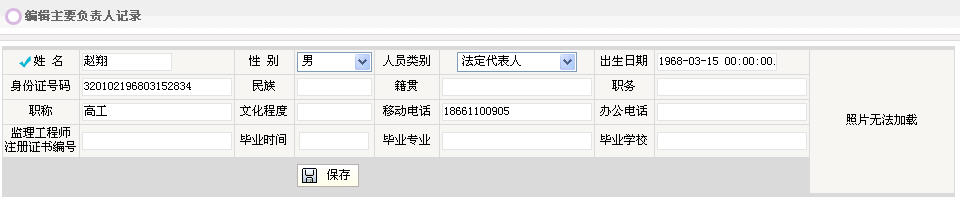 编辑主要负责人记录
姓 名 赵翔 性 别 男 人员类别 法定代表人 出生日期 1968-03-15 00:00:00.
身份证号码 320102196803152834 民族 籍贯 职务
职称 高工 文化程度 移动电话 18661100905 办公电话
监理工程师
注册证书编号 毕业时间 毕业专业 毕业学校
照片无法加载
保存